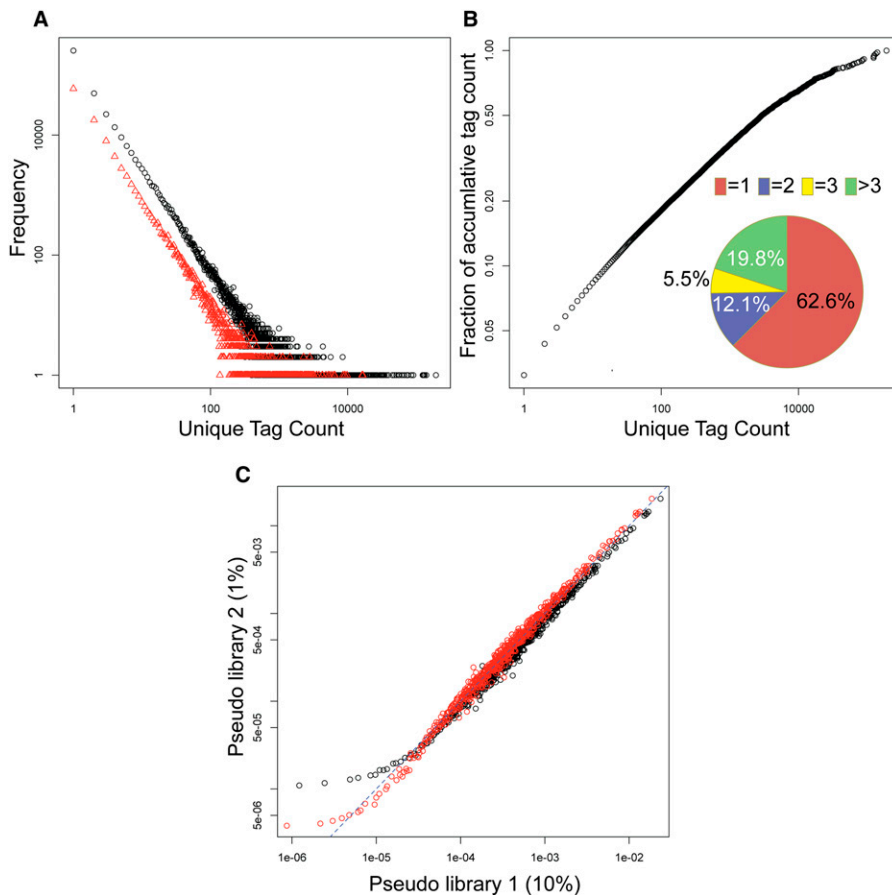 A
Frequency
10000
100
1
1
100
10000
Unique Tag Count
B
Fraction of accumlative tag count
1.00
0.50
0.20
0.10
0.05
=1 =2 =3 >3
19.8%
5.5%
12.1%
62.6%
1
100
10000
Unique Tag Count
C
Pseudo library 2 (1%)
5e-03
5e-04
5e-05
5e-06
1e-06
1e-05
1e-04
1e-03
1e-02
Pseudo library 1 (10%)